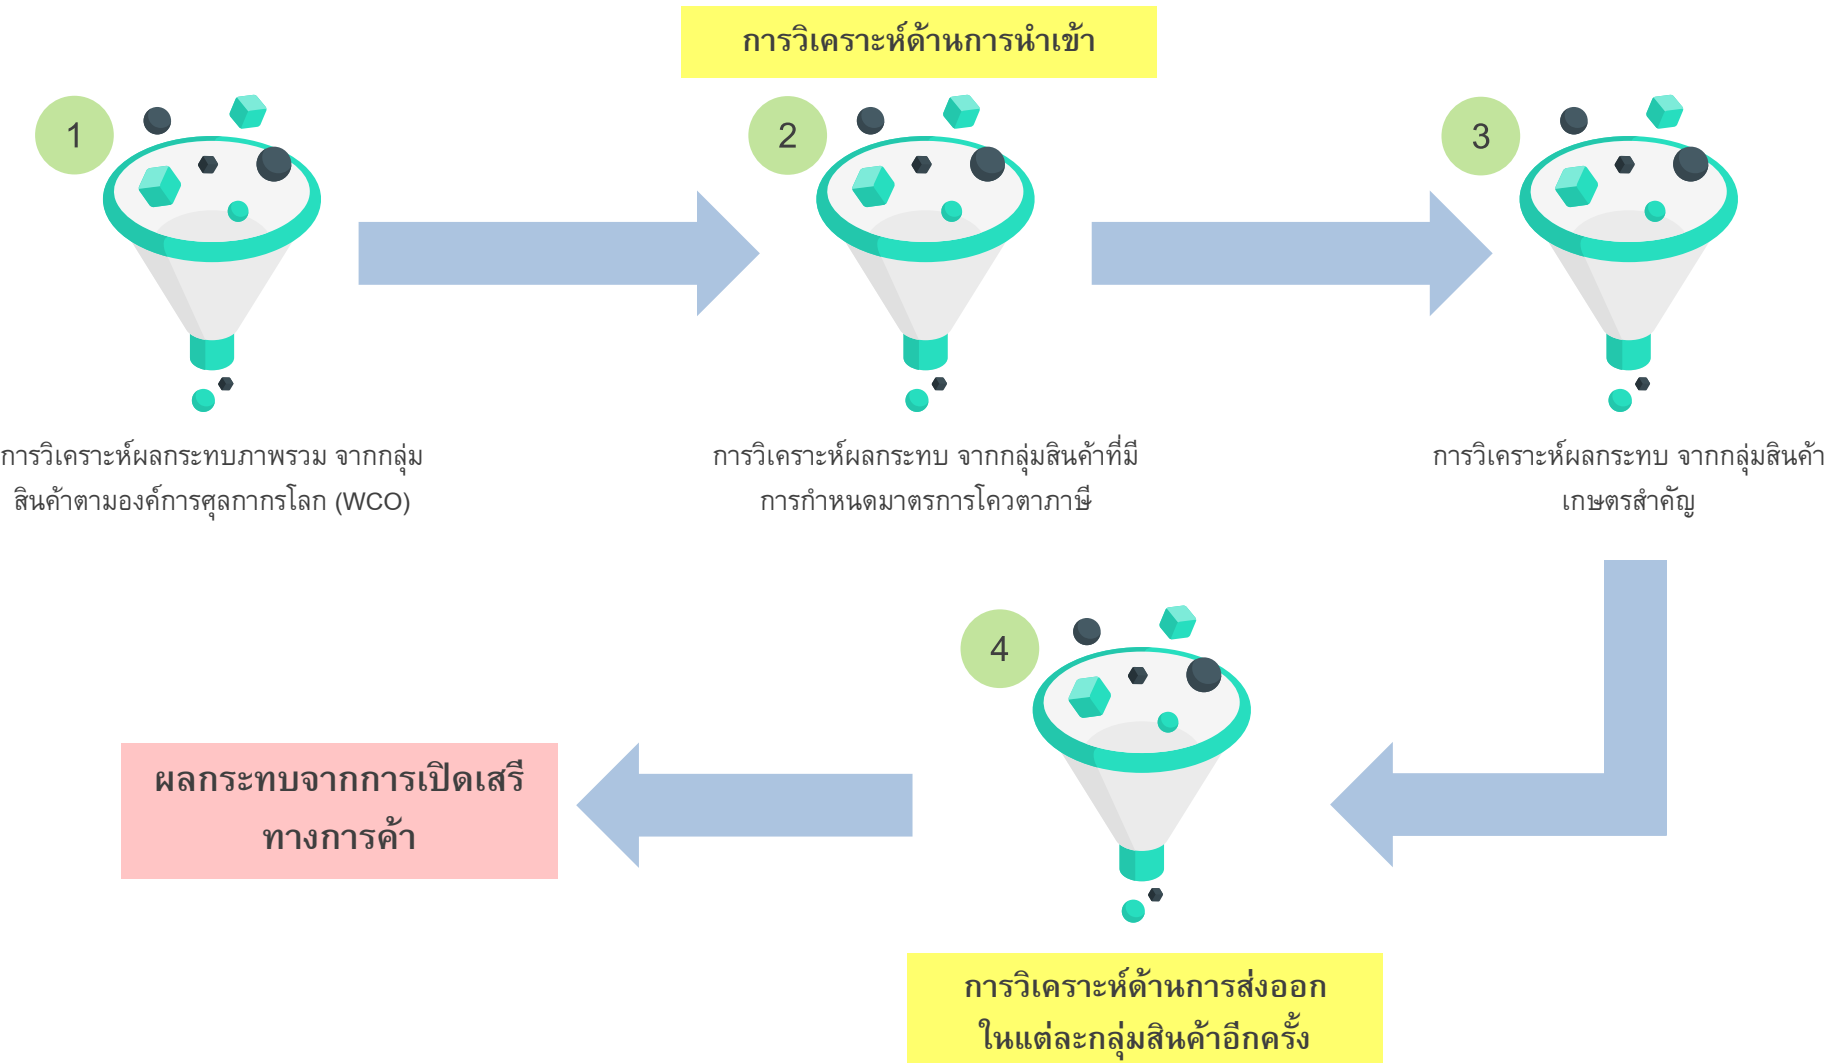 การวิเคราะห์ด้านการนำเข้า
1
2
3
การวิเคราะห์ผลกระทบภาพรวม จากกลุ่ม
สินค้าตามองค์การศุลกากรโลก (WCO)
การวิเคราะห์ผลกระทบ จากกลุ่มสินค้าที่มี
การกำหนดมาตรการโควตาภาษี
การวิเคราะห์ผลกระทบ จากกลุ่มสินค้า
เกษตรสำคัญ
4
ผลกระทบจากการเปิดเสรี
ทางการค้า
การวิเคราะห์ด้านการส่งออก
ในแต่ละกลุ่มสินค้าอีกครั้ง